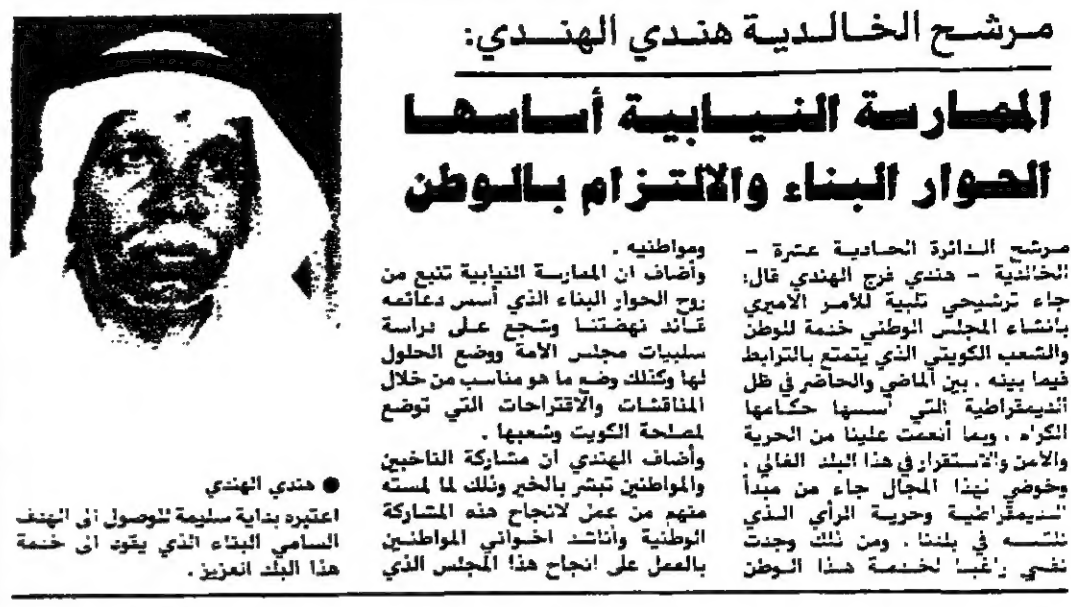 مرشح الخالدية هندي الهندي:
الممارسة النيابية أساسها
الحوار البناء والالتزام بالوطن
مرشح الدائرة الحادية عشرة -
الخالدية - هندي فرج الهندي قال:
جاء ترشيحي تلبية للأمر الاميري
بانشاء المجلس الوطني خدمة للوطن
والشعب الكويتي الذي يتمتع بالترابط
فيما بينه . بين الماضي والحاضر في ظل
الديمقراطية التي أسسها حكامها
الكرام ، وبما أنعمت علينا من الحرية
والأمن والاستقرار في هذا البلد الغالي .
وخوضي لهذا المجال جاء من مبدأ
الديمقراطية وحرية الرأي الذي
نلتمسه في بلدنا . ومن ذلك وجدت
نفسي راغبا لخدمة هذا الوطن
ومواطنيه .
وأضاف ان الممارسة النيابية تنبع من
روح الحوار البناء الذي أسس دعائمه
قائد نهضتنا وشجع على دراسة
سلبيات مجلس الأمة ووضع الحلول
لها وكذلك وضع ما هو مناسب من خلال
المناقشات والاقتراحات التي توضع
لمصلحة الكويت وشعبها .
وأضاف الهندي ان مشاركة الناخبين
والمواطنين تبشر بالخير وذلك لما لمسته
منهم من عمل لانجاح هذه المشاركة
الوطنية وأناشد اخواني المواطنين
بالعمل على انجاح هذا المجلس الذي
● هندي الهندي
اعتبره بداية سليمة للوصول الى الهدف
السامي البناء الذي يقود الى خدمة
هذا البلد العزيز .